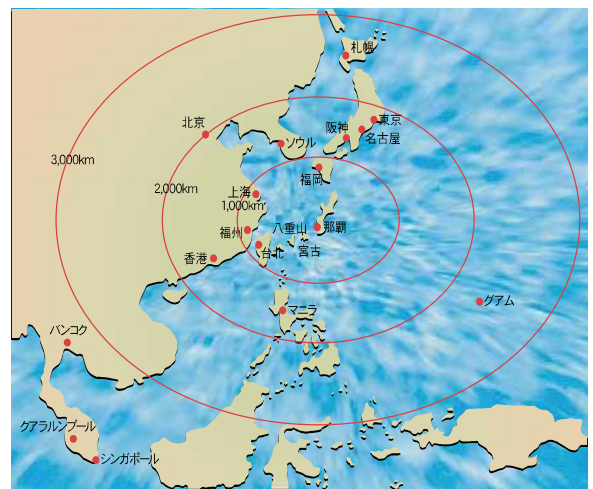 札幌
東京
北京
阪神
名古屋
ソウル
3,000km
福岡
2,000km
上海
1,000km
福州
八重山
那覇
台北
宮古
香港
グアム
マニラ
バンコク
クアラルンプール
シンガポール